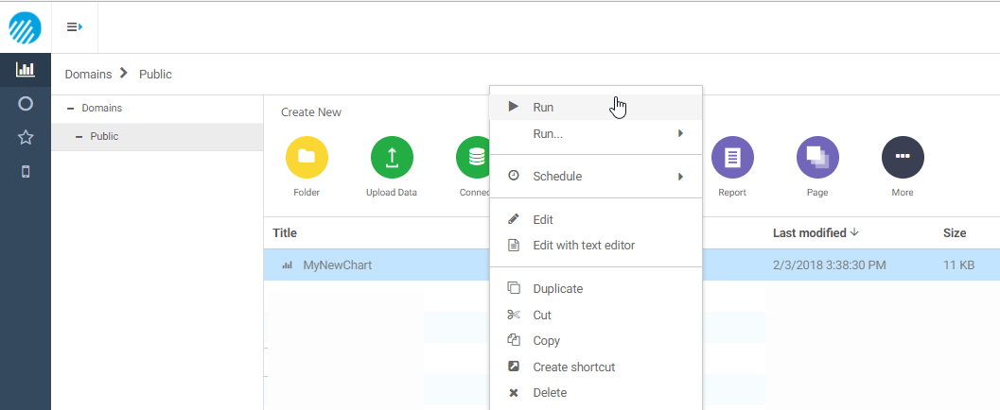 Domains > Public
Domains
Public
Create New
Folder
Upload Data
Connec
Report
Page
More
Run
Run...
Schedule
Edit
Edit with text editor
Duplicate
Cut
Copy
Create shortcut
Delete
Title
Last modified
Size
MyNewChart
2/3/2018 3:38:30 PM
11 KB